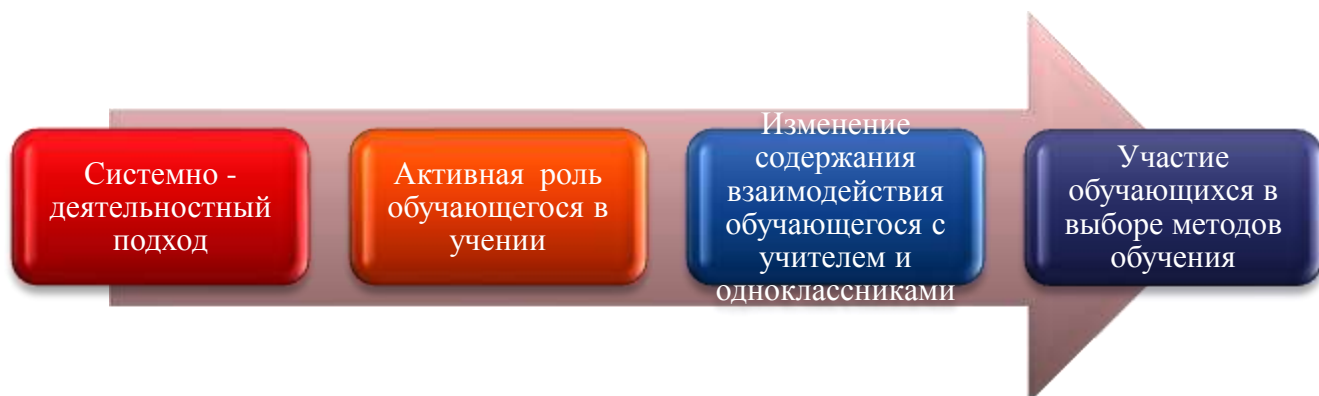 Системно -
деятельностный
подход
Активная роль
обучающегося в
учении
Изменение
содержания
взаимодействия
обучающегося с
учителем и
одноклассниками
Участие
обучающихся в
выборе методов
обучения